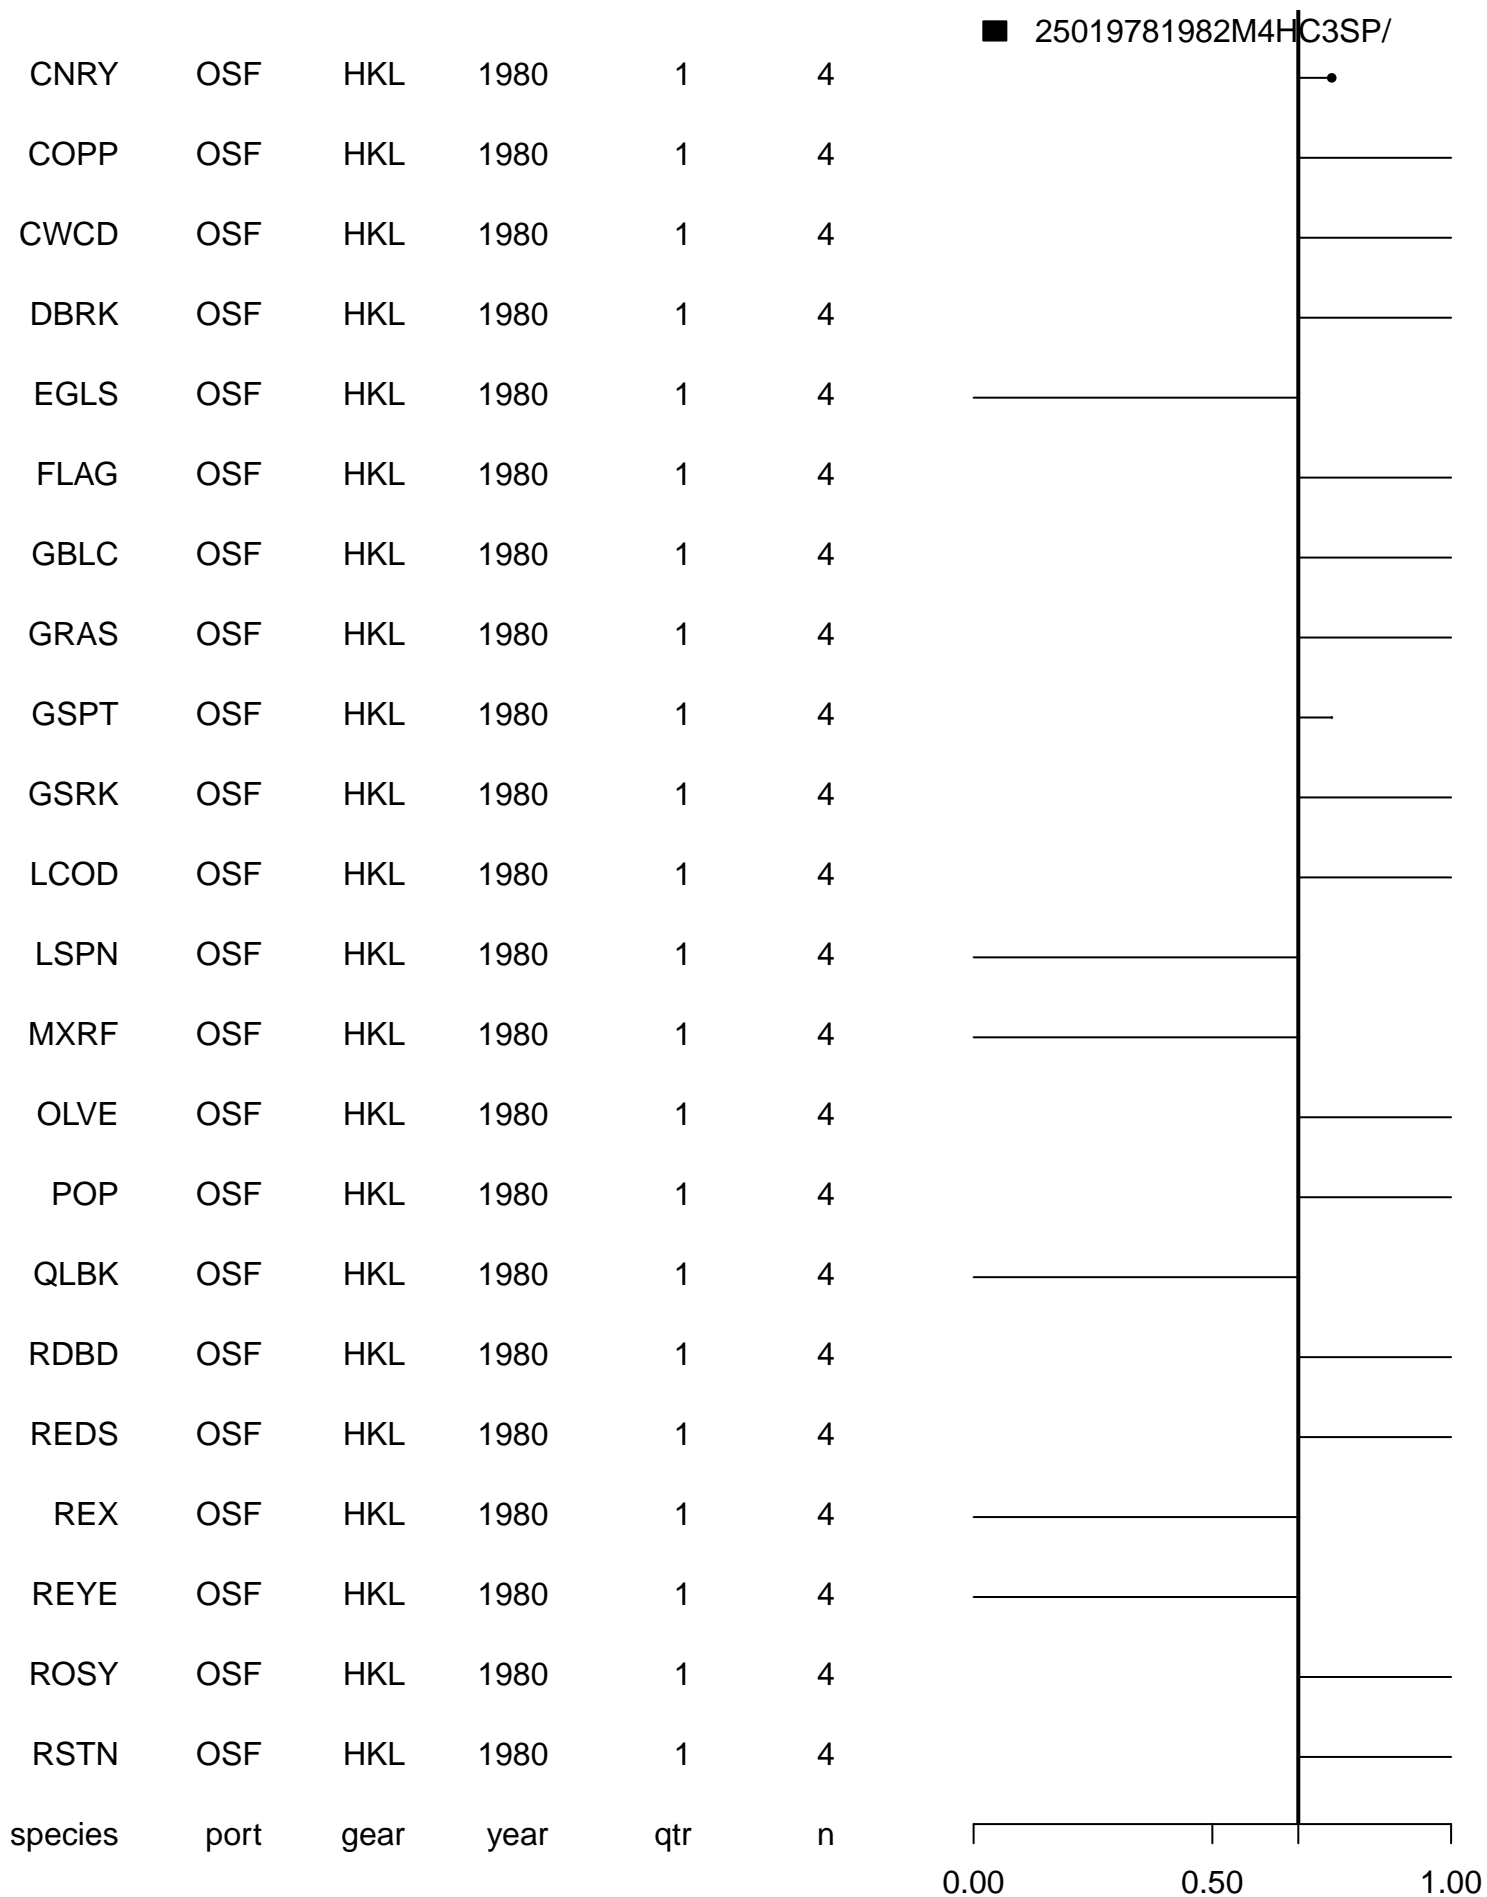 25019781982M4HC3SP/
CNRY OSF HKL 1980 1 4
COPP OSF HKL 1980 1 4
CWCD OSF HKL 1980 1 4
DBRK OSF HKL 1980 1 4
EGLS OSF HKL 1980 1 4
FLAG OSF HKL 1980 1 4
GBLC OSF HKL 1980 1 4
GRAS OSF HKL 1980 1 4
GSPT OSF HKL 1980 1 4
GSRK OSF HKL 1980 1 4
LCOD OSF HKL 1980 1 4
LSPN OSF HKL 1980 1 4
MXRF OSF HKL 1980 1 4
OLVE OSF HKL 1980 1 4
POP OSF HKL 1980 1 4
QLBK OSF HKL 1980 1 4
RDBD OSF HKL 1980 1 4
REDS OSF HKL 1980 1 4
REX OSF HKL 1980 1 4
REYE OSF HKL 1980 1 4
ROSY OSF HKL 1980 1 4
RSTN OSF HKL 1980 1 4
species port gear year qtr n
0.00 0.50 1.00